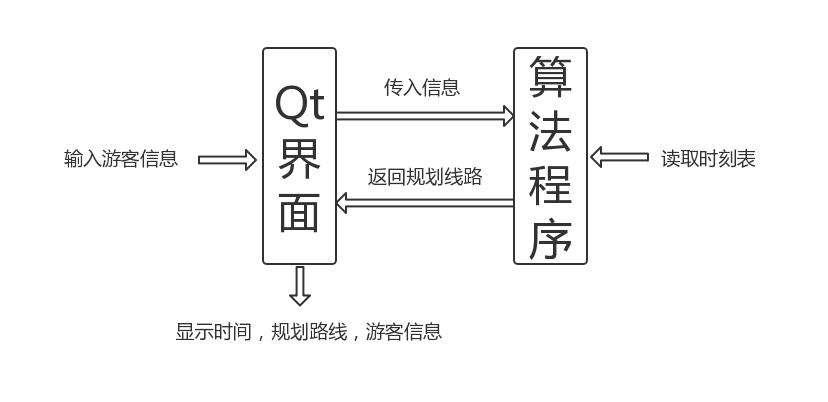 输入游客信息
Qt
界
面
传入信息
返回规划线路
算
法
程
序
读取时刻表
显示时间，规划路线，游客信息